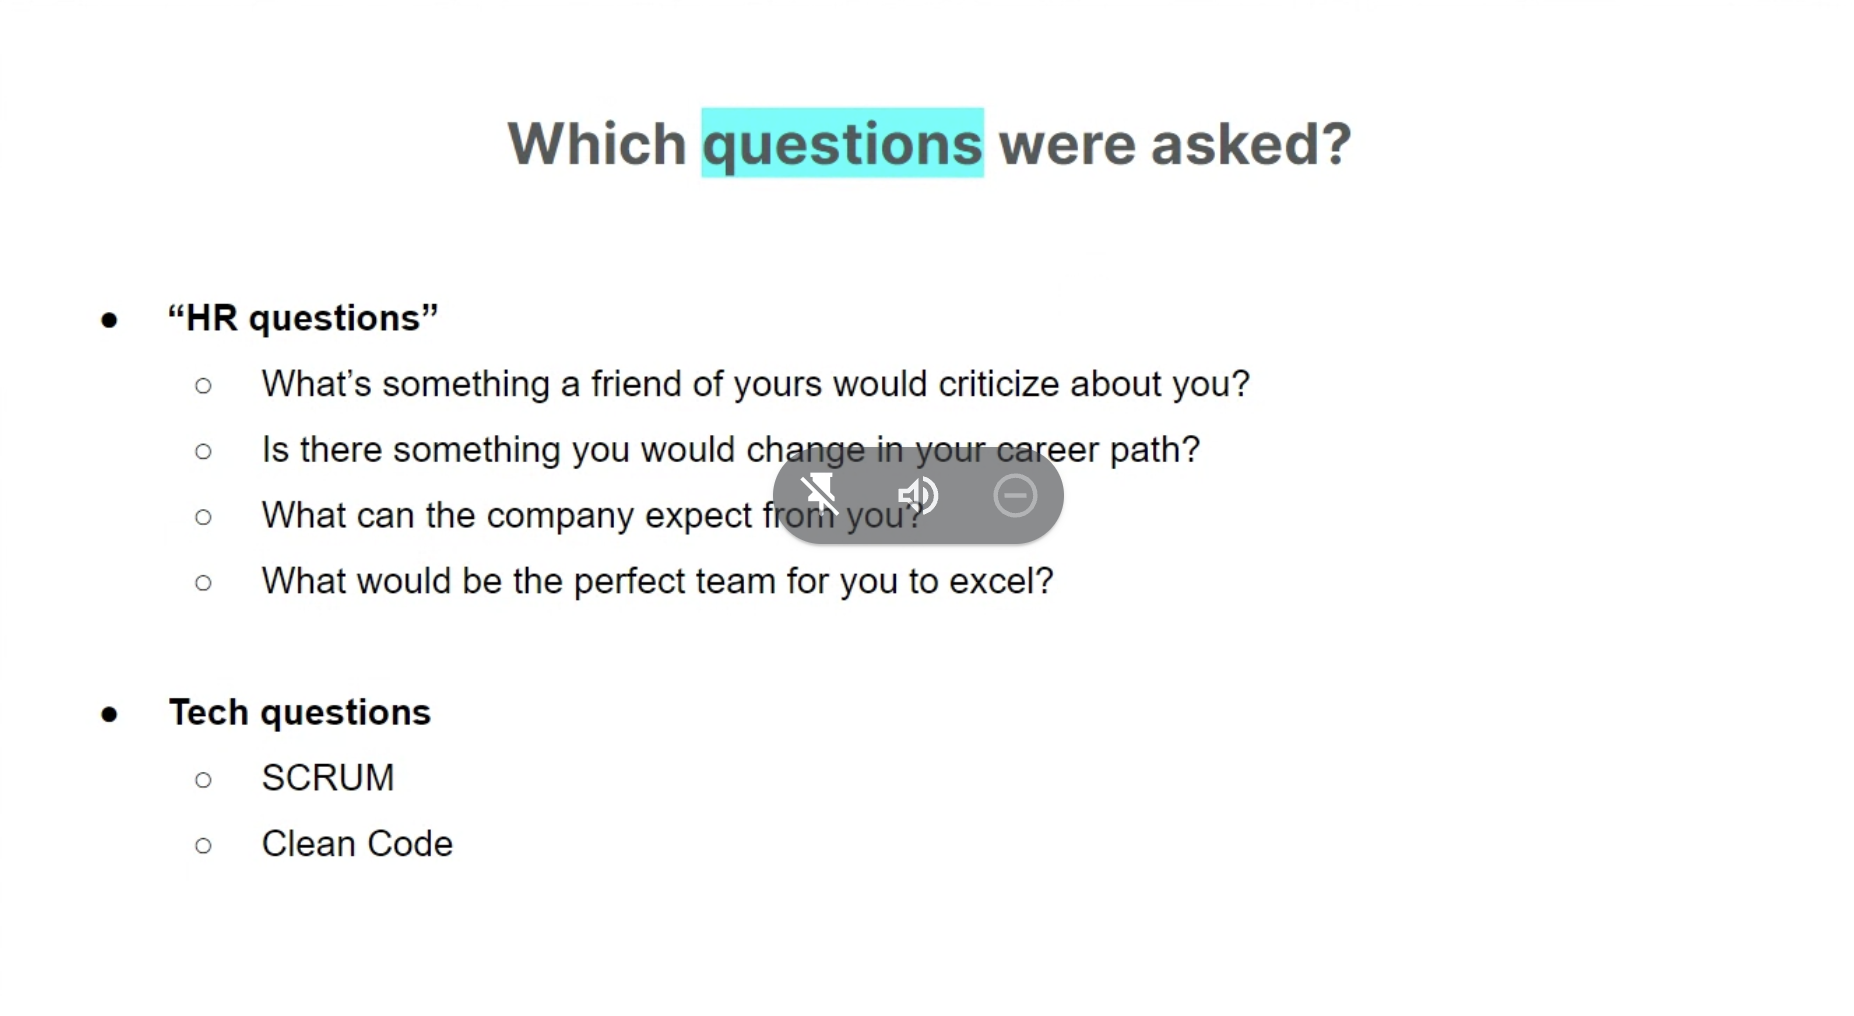 Which questions were asked?
● “HR questions”
○ What’s something a friend of yours would criticize about you?
○ Is there something you would change in your career path?
○ What can the company expect from you?
○ What would be the perfect team for you to excel?
● Tech questions
○ SCRUM
○ Clean Code